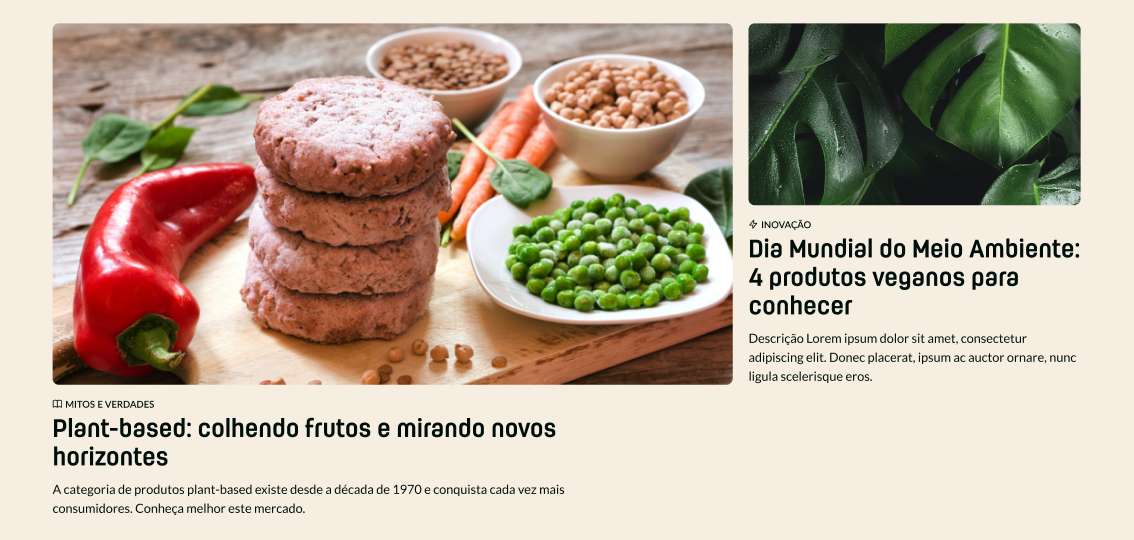 MITOS E VERDADES
Plant-based: colhendo frutos e mirando novos
horizontes
A categoria de produtos plant-based existe desde a década de 1970 e conquista cada vez mais
consumidores. Conheça melhor este mercado.
INOVAÇÃO
Dia Mundial do Meio Ambiente:
4 produtos veganos para
conhecer
Descrição Lorem ipsum dolor sit amet, consectetur
adipiscing elit. Donec placerat, ipsum ac auctor ornare, nunc
ligula scelerisque eros.